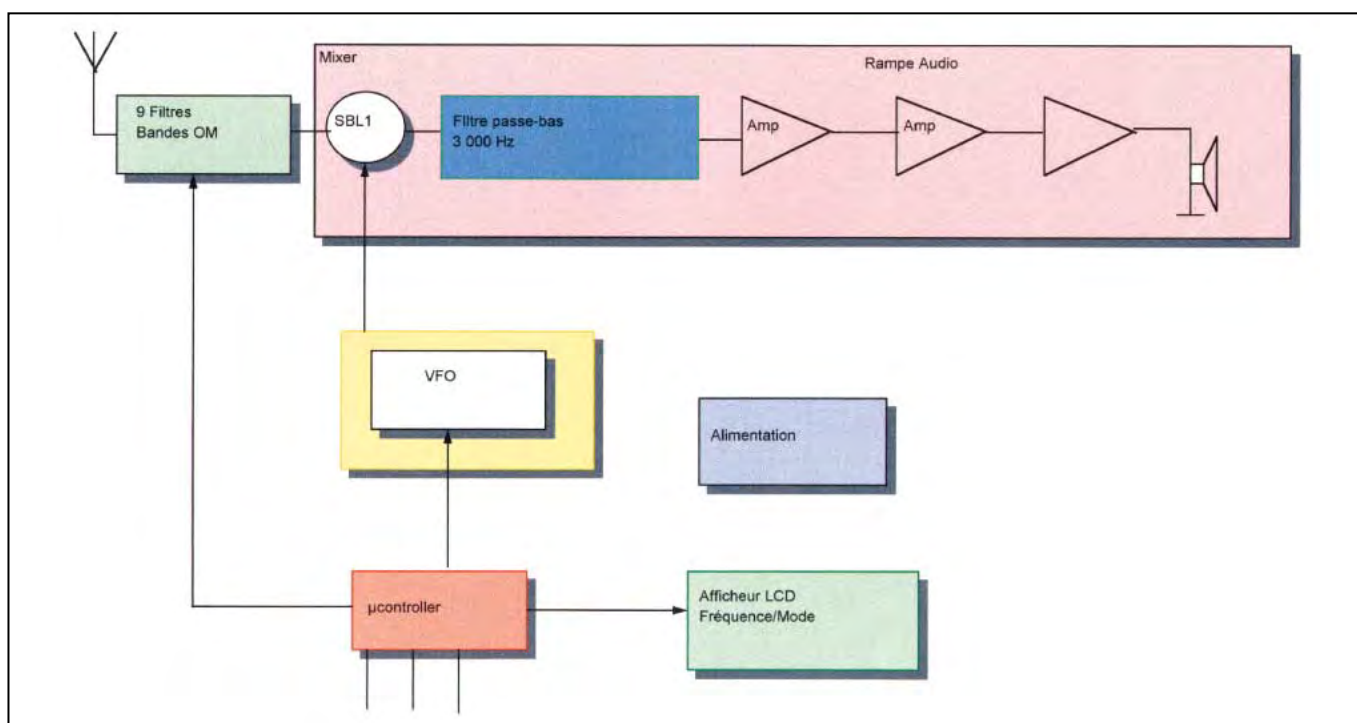 Mixer
Rampe Audio
9 Filtres
Bandes OM
SBL1
Filtre passe-bas
3 000 Hz
Amp
Amp
VFO
Alimentation
µcontroller
Afficheur LCD
Fréquence/Mode